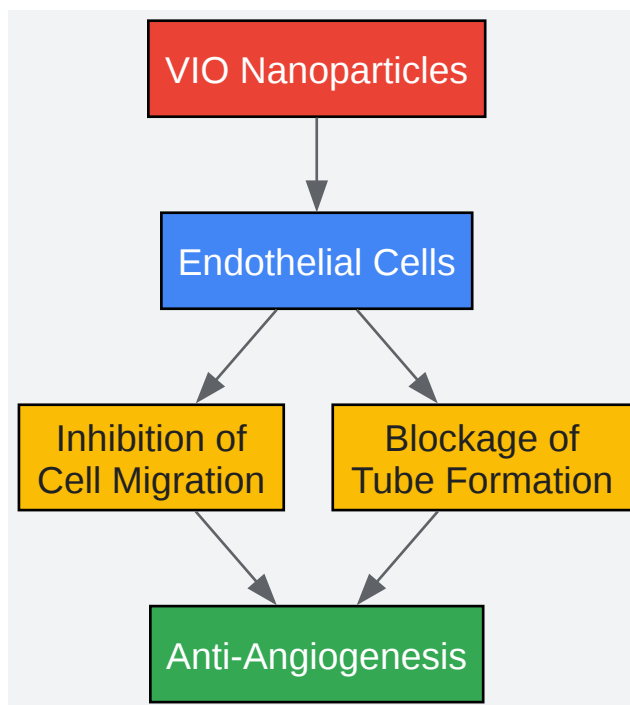 VIO Nanoparticles
Endothelial Cells
Inhibition of
Cell Migration
Blockage of
Tube Formation
Anti-Angiogenesis